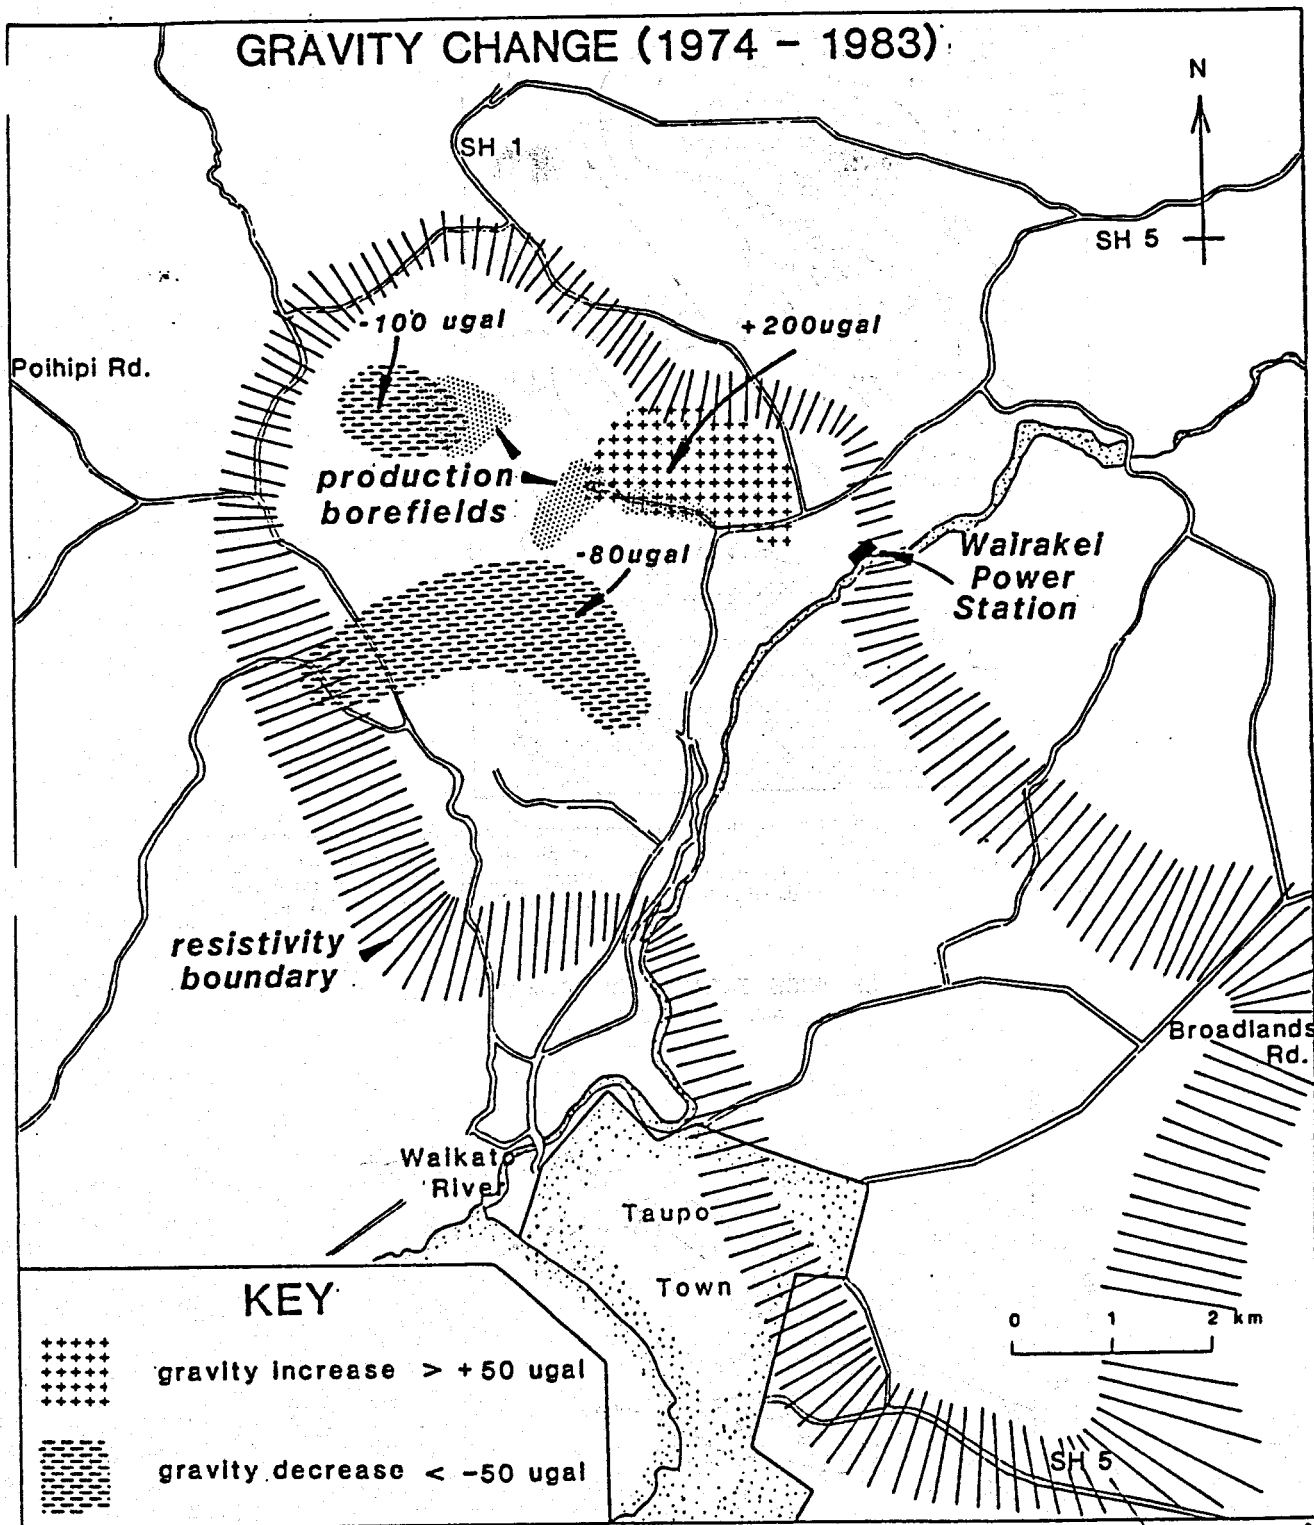 GRAVITY CHANGE (1974 - 1983)
N
SH 1
SH 5
-100 ugal
+200ugal
Poihipi Rd.
production
borefields
-80ugal
Wairakei
Power
Station
resistivity
boundary
Broadlands
Rd.
Waikato
River
Taupo
Town
KEY
0 1 2 km
gravity increase > +50 ugal
SH 5
gravity decrease < -50 ugal